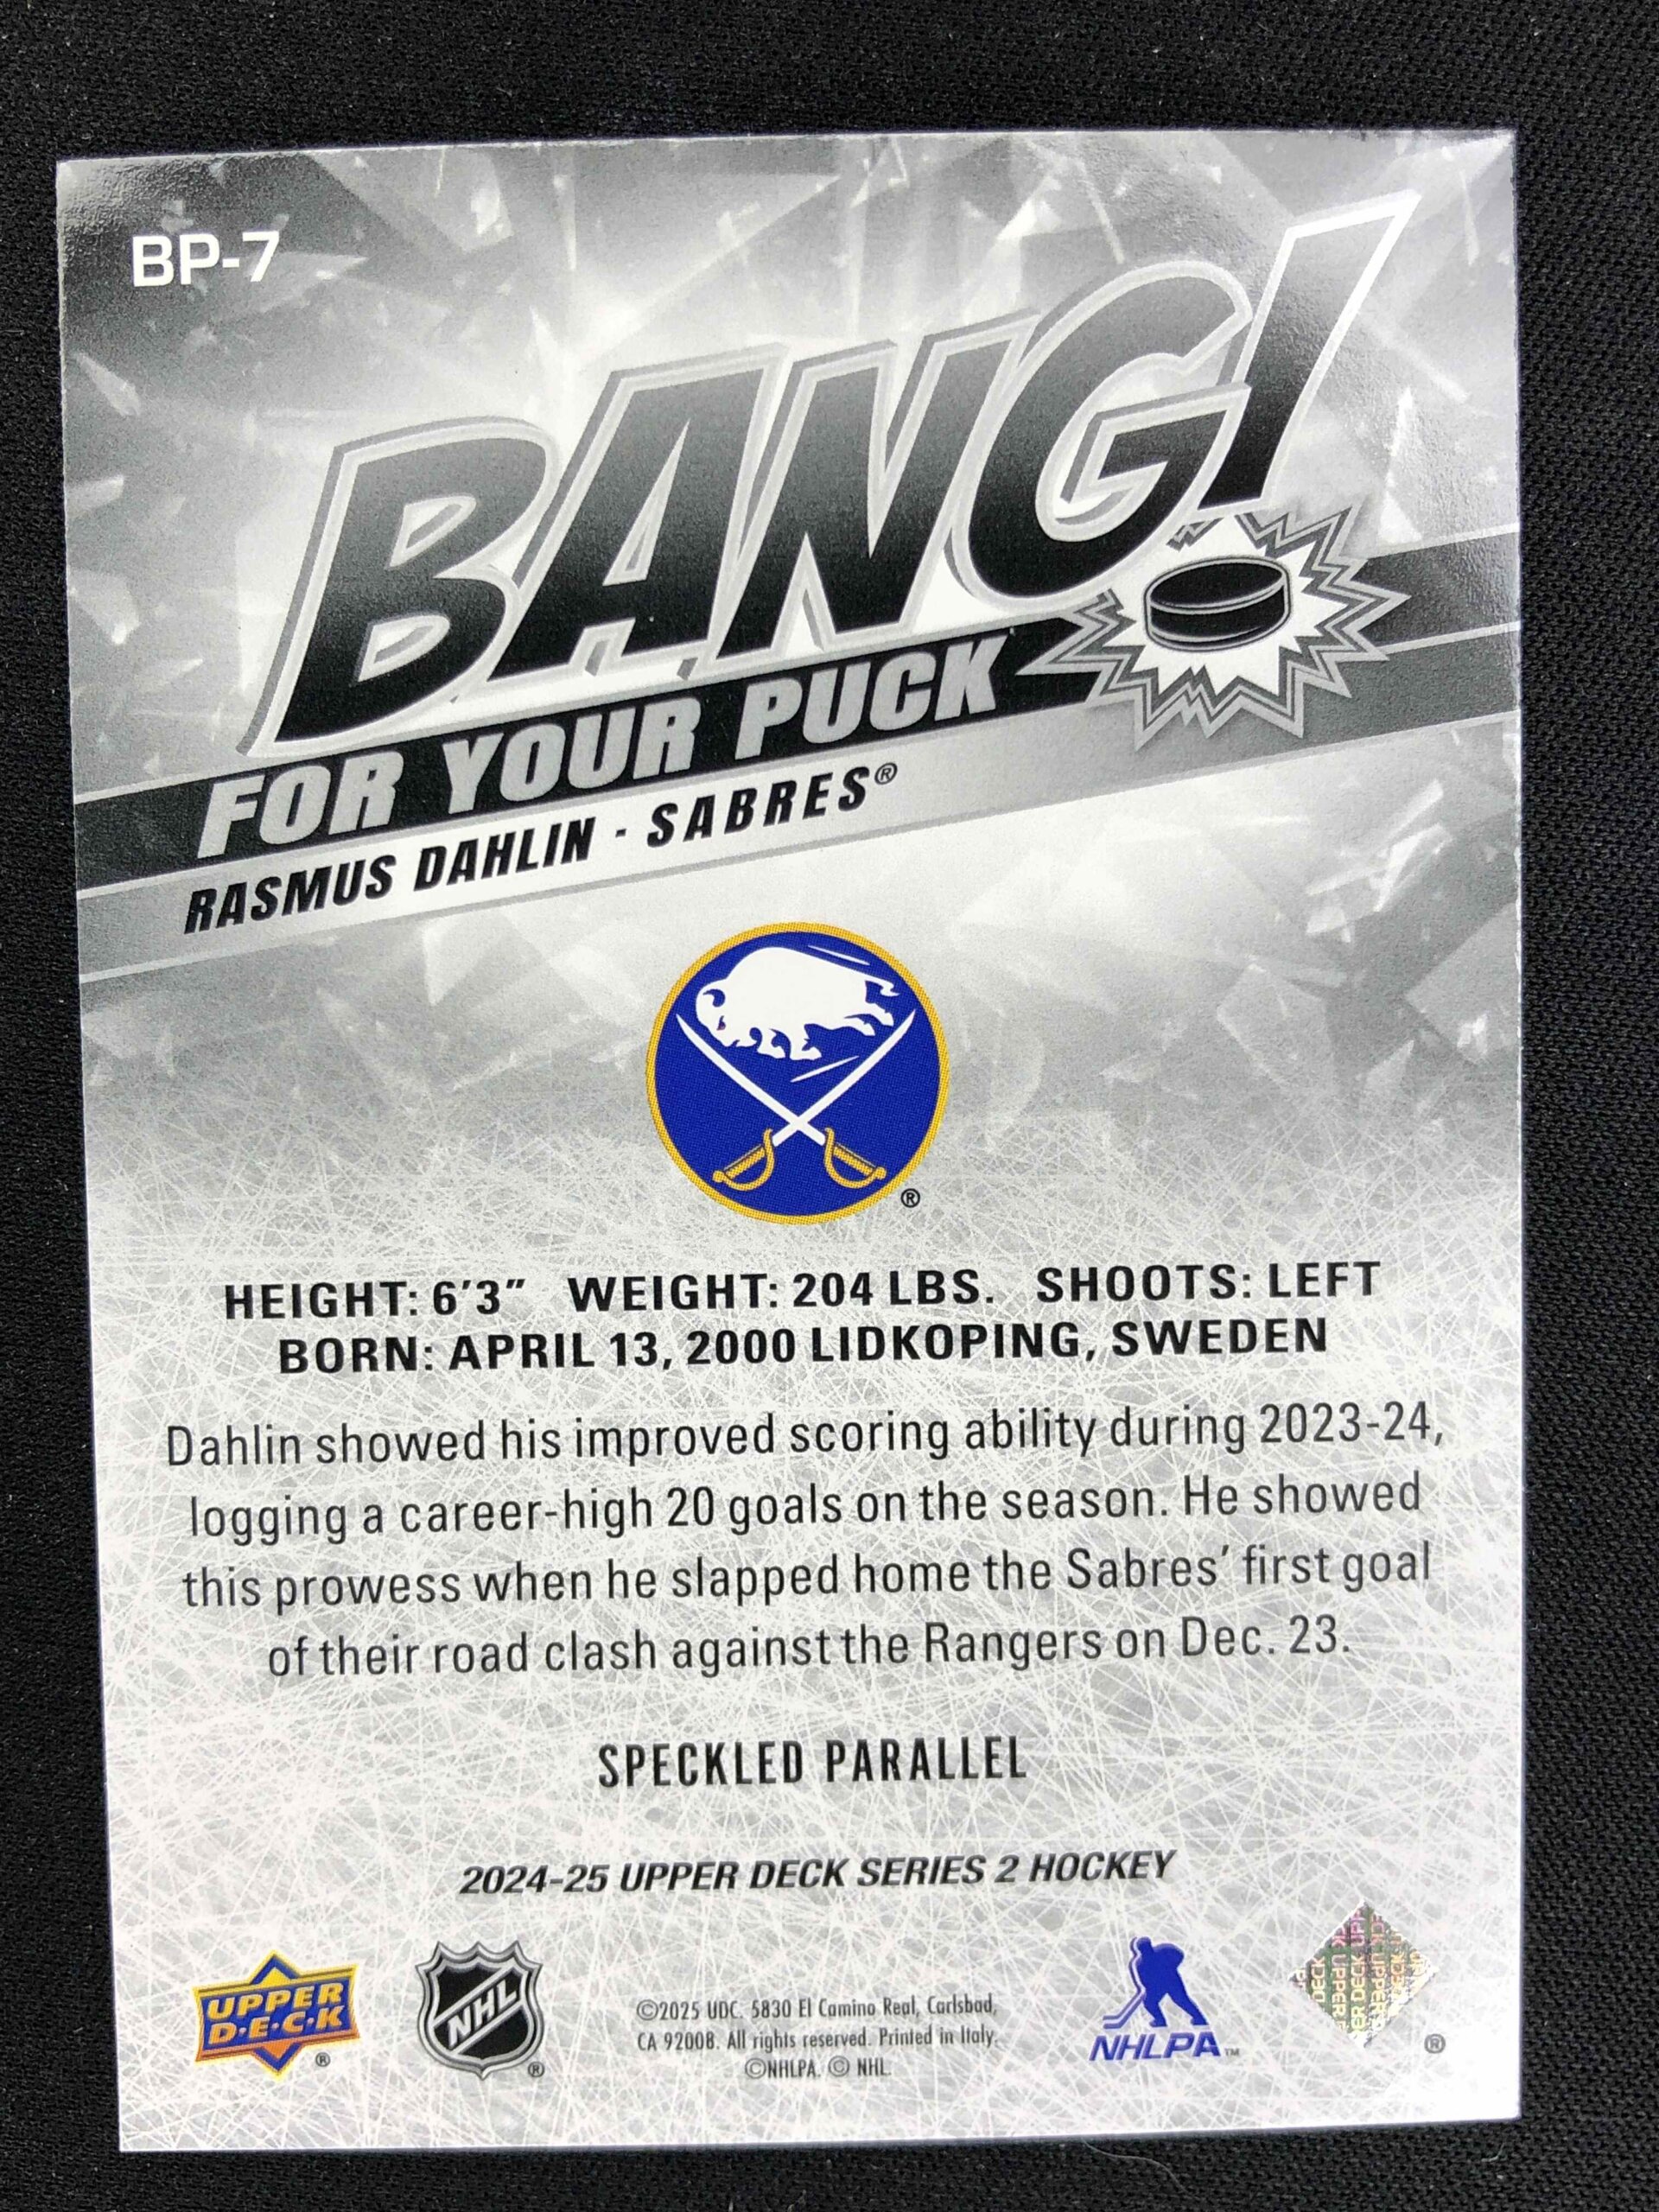 BP-7
BANG!
FOR YOUR PUCK
RASMUS DAHLIN - SABRES®
®
HEIGHT: 6'3" WEIGHT: 204 LBS. SHOOTS: LEFT
BORN: APRIL 13, 2000 LIDKOPING, SWEDEN
Dahlin showed his improved scoring ability during 2023-24,
logging a career-high 20 goals on the season. He showed
this prowess when he slapped home the Sabres' first goal
of their road clash against the Rangers on Dec. 23.
SPECKLED PARALLEL
2024-25 UPPER DECK SERIES 2 HOCKEY
UPPER
D·E·C·K
®
NHL
®
©2025 UDC. 5830 El Camino Real, Carlsbad,
CA 92008. All rights reserved. Printed in Italy.
©NHLPA. © NHL.
NHLPA™
®